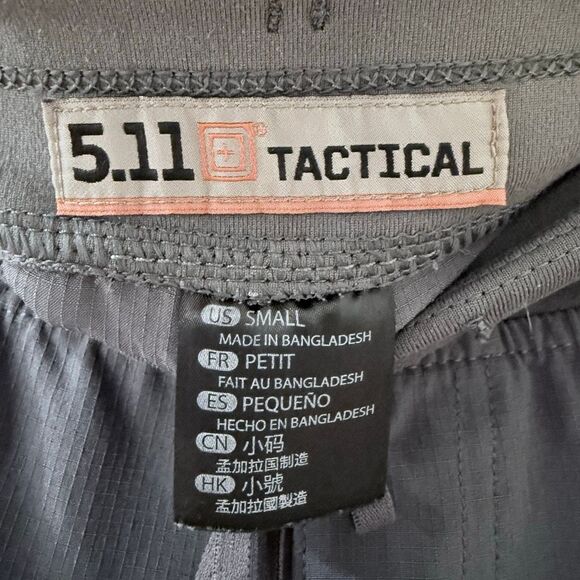 5.11 TACTICAL
US SMALL
MADE IN BANGLADESH
FR PETIT
FAIT AU BANGLADESH
ES PEQUEÑO
HECHO EN BANGLADESH
CN 小码
孟加拉国制造
HK 小號
孟加拉國製造